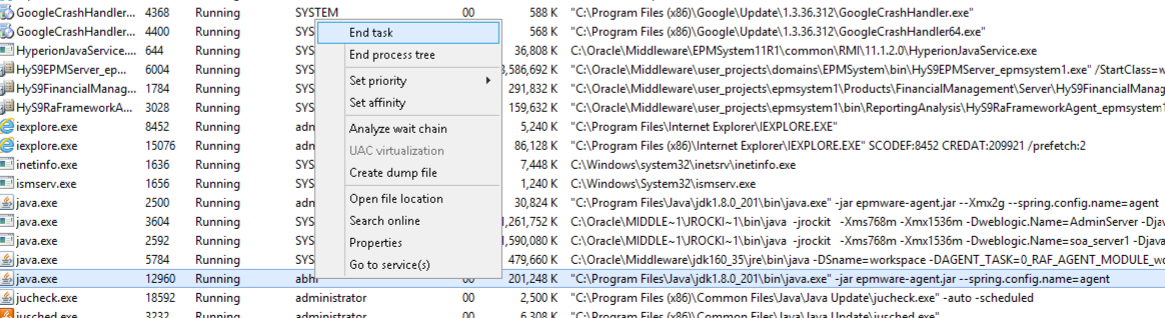 GoogleCrashHandler... 4368 Running SYSTEM 00 588 K "C:\Program Files (x86)\Google\Update\1.3.36.312\GoogleCrashHandler.exe"
GoogleCrashHandler... 4400 Running SYS End task 568 K "C:\Program Files (x86)\Google\Update\1.3.36.312\GoogleCrashHandler64.exe"
HyperionJavaService.... 644 Running SYS End process tree 36,808 K C:\Oracle\Middleware\EPMSystem11R1\common\RMI\11.1.2.0\HyperionJavaService.exe
HyS9EPMServer_ep... 6004 Running SYS Set priority ,586,692 K "C:\Oracle\Middleware\user_projects\domains\EPMSystem\bin\HyS9EPMServer_epmsystem1.exe" /StartClass=w
HyS9FinancialManag... 1784 Running SYS Set affinity 291,832 K "C:\Oracle\Middleware\user_projects\epmsystem1\Products\FinancialManagement\Server\HyS9FinancialManag
HyS9RaFrameworkA... 3028 Running SYS 159,632 K "C:\Oracle\Middleware\user_projects\epmsystem1\bin\ReportingAnalysis\HyS9RaFrameworkAgent_epmsystem1
iexplore.exe 8452 Running adn Analyze wait chain 5,240 K "C:\Program Files\Internet Explorer\IEXPLORE.EXE"
iexplore.exe 15076 Running adn UAC virtualization 86,128 K "C:\Program Files (x86)\Internet Explorer\IEXPLORE.EXE" SCODEF:8452 CREDAT:209921 /prefetch:2
inetinfo.exe 1636 Running SYS Create dump file 7,448 K C:\Windows\system32\inetsrv\inetinfo.exe
ismserv.exe 1656 Running SYS 1,240 K C:\Windows\System32\ismserv.exe
java.exe 2500 Running adn Open file location 30,824 K "C:\Program Files\Java\jdk1.8.0_201\bin\java.exe" -jar epmware-agent.jar --Xmx2g --spring.config.name=agent
java.exe 3604 Running SYS Search online ,261,752 K C:\Oracle\MIDDLE~1\JROCKI~1\bin\java -jrockit -Xms768m -Xmx1536m -Dweblogic.Name=AdminServer -Djav
java.exe 2592 Running SYS Properties ,590,080 K C:\Oracle\MIDDLE~1\JROCKI~1\bin\java -jrockit -Xms768m -Xmx1536m -Dweblogic.Name=soa_server1 -Djava
java.exe 5784 Running SYS Go to service(s) 479,660 K C:\Oracle\Middleware\jdk160_35\jre\bin\java -DSname=workspace -DAGENT_TASK=0_RAF_AGENT_MODULE_wo
java.exe 12960 Running abhi 00 201,248 K "C:\Program Files\Java\jdk1.8.0_201\bin\java.exe" -jar epmware-agent.jar --spring.config.name=agent
jucheck.exe 18592 Running administrator 00 2,500 K "C:\Program Files (x86)\Common Files\Java\Java Update\jucheck.exe" -auto -scheduled
jusched.exe 3232 Running administrator 00 6,308 K "C:\Program Files (x86)\Common Files\Java\Java Update\jusched.exe"